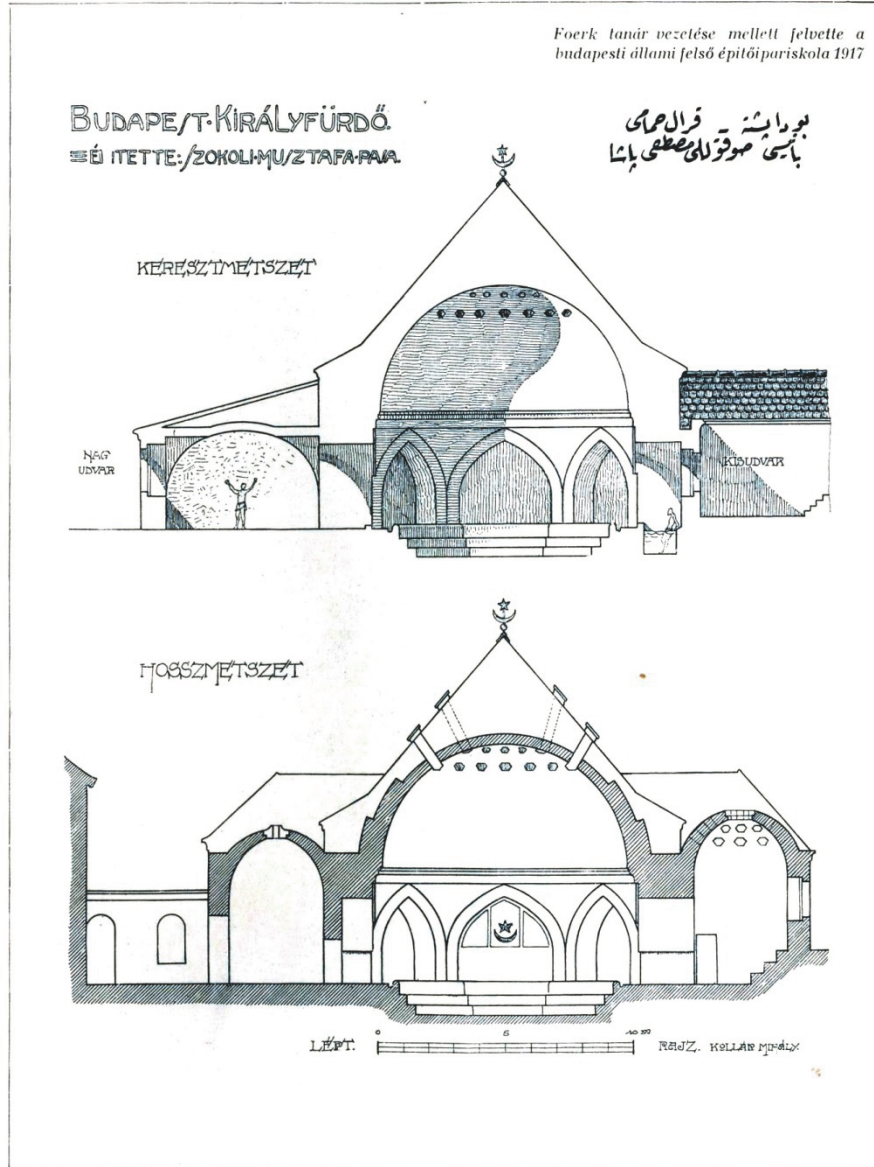 Foerk tanár vezetése mellett felvette a
budapesti állami felső építőipariskola 1917
BUDAPEST·KIRÁLYFÜRDŐ.
ÉPITETTE: SZOKOLI·MUSZTAFA·PASA.
بوداپشته - قرال حمامی
بانیسی صوقوللی مصطفی پاشا
KERESZTMETSZET
NAGY
UDVAR
KISUDVAR
HOSSZMETSZET
0 5 10 M
LÉPT.
RAJZ. KOLLÁR MIHÁLY.